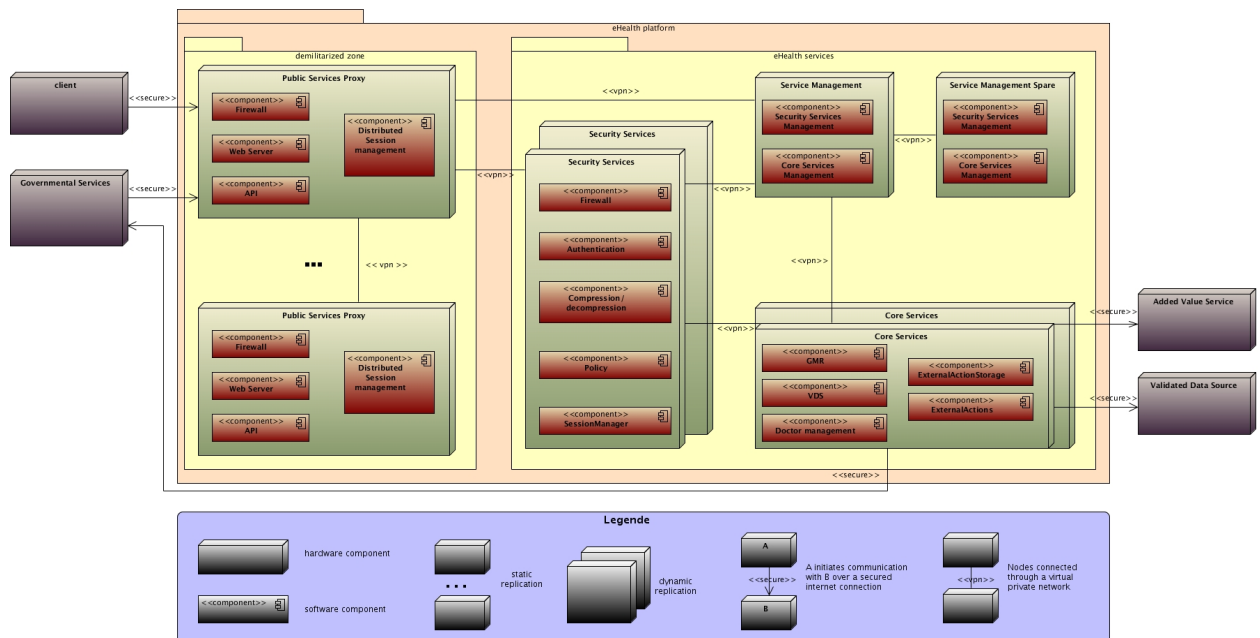 eHealth platform
demilitarized zone
eHealth services
client
<<secure>>
Governmental Services
<<secure>>
Public Services Proxy
<<component>>
Firewall
<<component>>
Web Server
<<component>>
API
<<component>>
Distributed
Session
management
<< vpn >>
Public Services Proxy
<<component>>
Firewall
<<component>>
Web Server
<<component>>
API
<<component>>
Distributed
Session
management
<<vpn>>
<<vpn>>
Security Services
Security Services
<<component>>
Firewall
<<component>>
Authentication
<<component>>
Compression/
decompression
<<component>>
Policy
<<component>>
SessionManager
<<vpn>>
<<vpn>>
Service Management
<<component>>
Security Services
Management
<<component>>
Core Services
Management
<<vpn>>
Service Management Spare
<<component>>
Security Services
Management
<<component>>
Core Services
Management
<<vpn>>
Core Services
Core Services
<<component>>
GMR
<<component>>
VDS
<<component>>
Doctor management
<<component>>
ExternalActionStorage
<<component>>
ExternalActions
<<secure>>
Added Value Service
<<secure>>
Validated Data Source
<<secure>>
Legende
hardware component
<<component>>
software component
static
replication
dynamic
replication
A
<<secure>>
B
A initiates communication
with B over a secured
internet connection
<<vpn>>
Nodes connected
through a virtual
private network